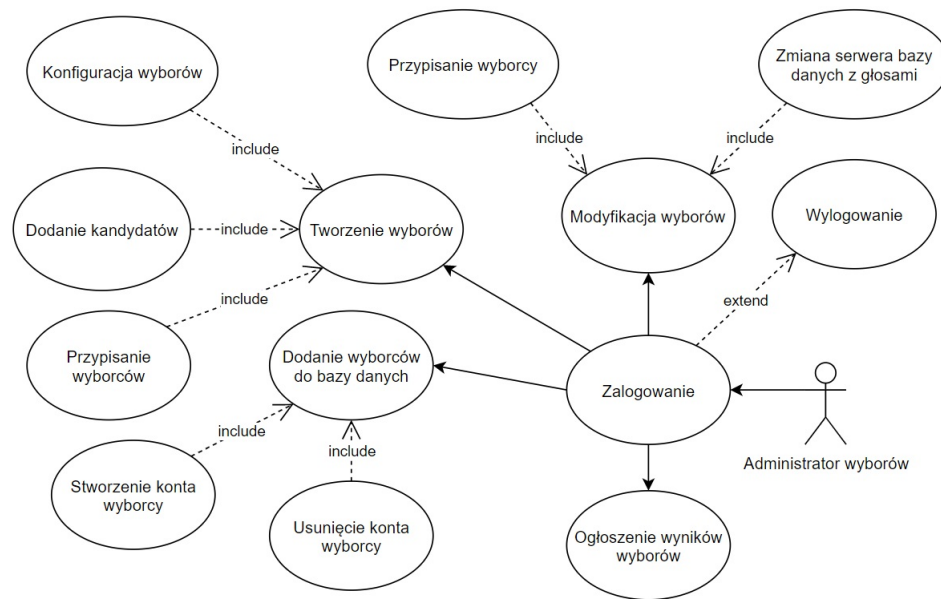 Konfiguracja wyborów
Przypisanie wyborcy
Zmiana serwera bazy
danych z głosami
include
include
include
Dodanie kandydatów
include
Tworzenie wyborów
Modyfikacja wyborów
Wylogowanie
include
extend
Przypisanie
wyborców
Dodanie wyborców
do bazy danych
Zalogowanie
include
include
Administrator wyborów
Stworzenie konta
wyborcy
Usunięcie konta
wyborcy
Ogłoszenie wyników
wyborów